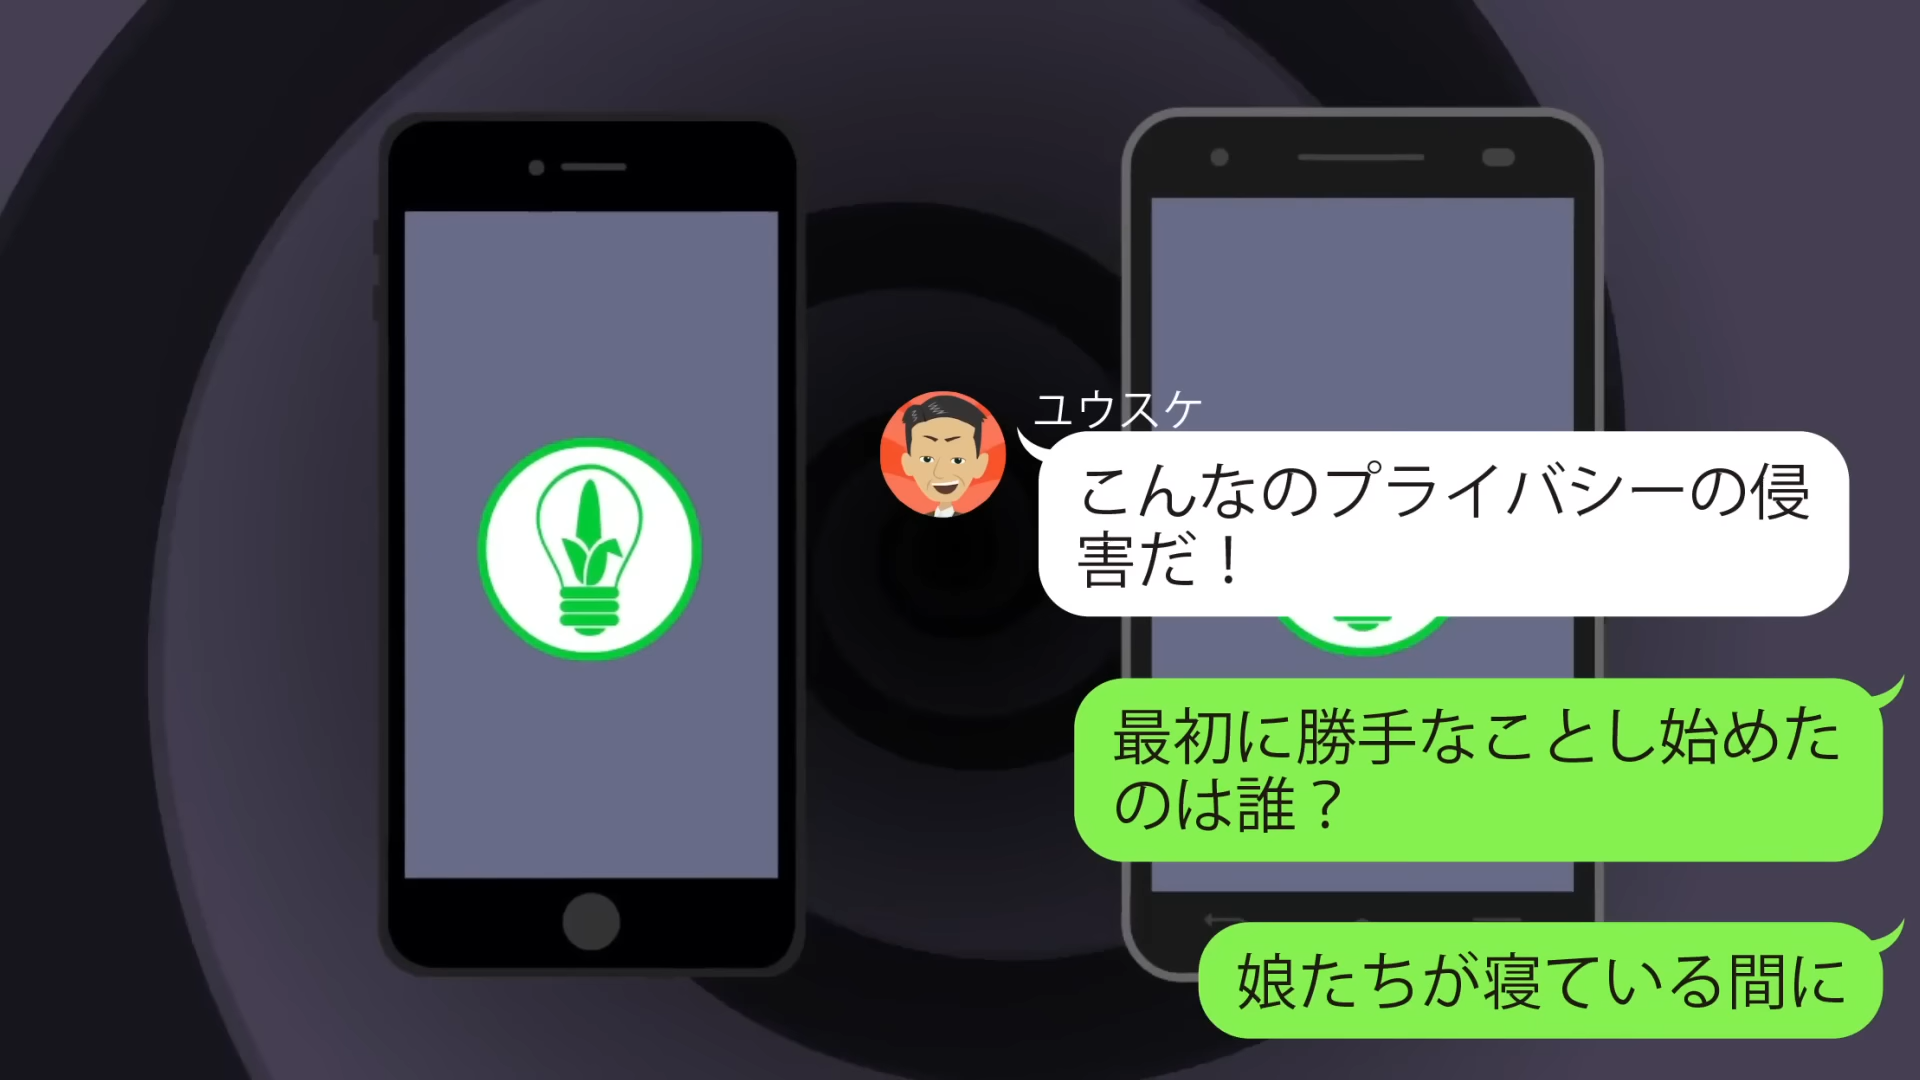 ユウスケ
こんなのプライバシーの侵
害だ！
最初に勝手なことし始めた
のは誰？
娘たちが寝ている間に